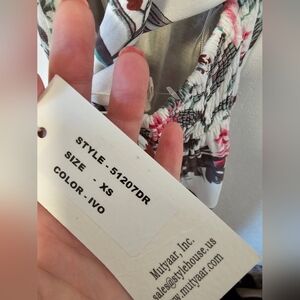 STYLE - 51207DR
SIZE - XS
COLOR - IVO
Mutyaar, Inc.
sales@stylehouse.us
www.mutyaar.com